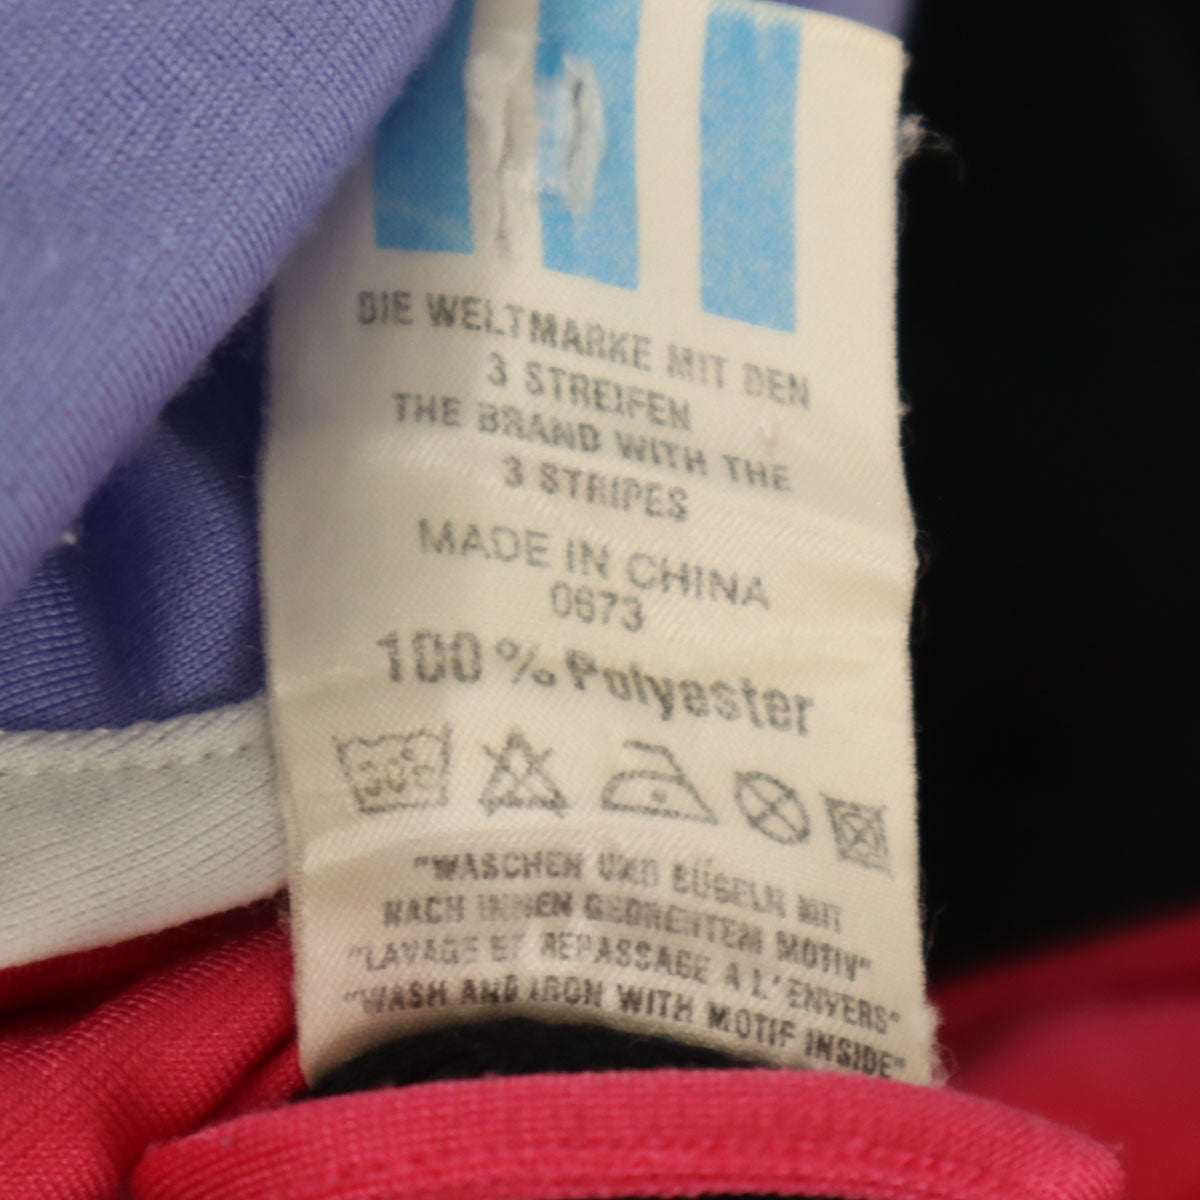 DIE WELTMARKE MIT DEN
3 STREIFEN
THE BRAND WITH THE
3 STRIPES
MADE IN CHINA
0673
100 % Polyester
30°C
"WASCHEN UND BÜGELN MIT
NACH INNEN GEDREHTEM MOTIV"
"LAVAGE ET REPASSAGE A L'ENVERS"
"WASH AND IRON WITH MOTIF INSIDE"